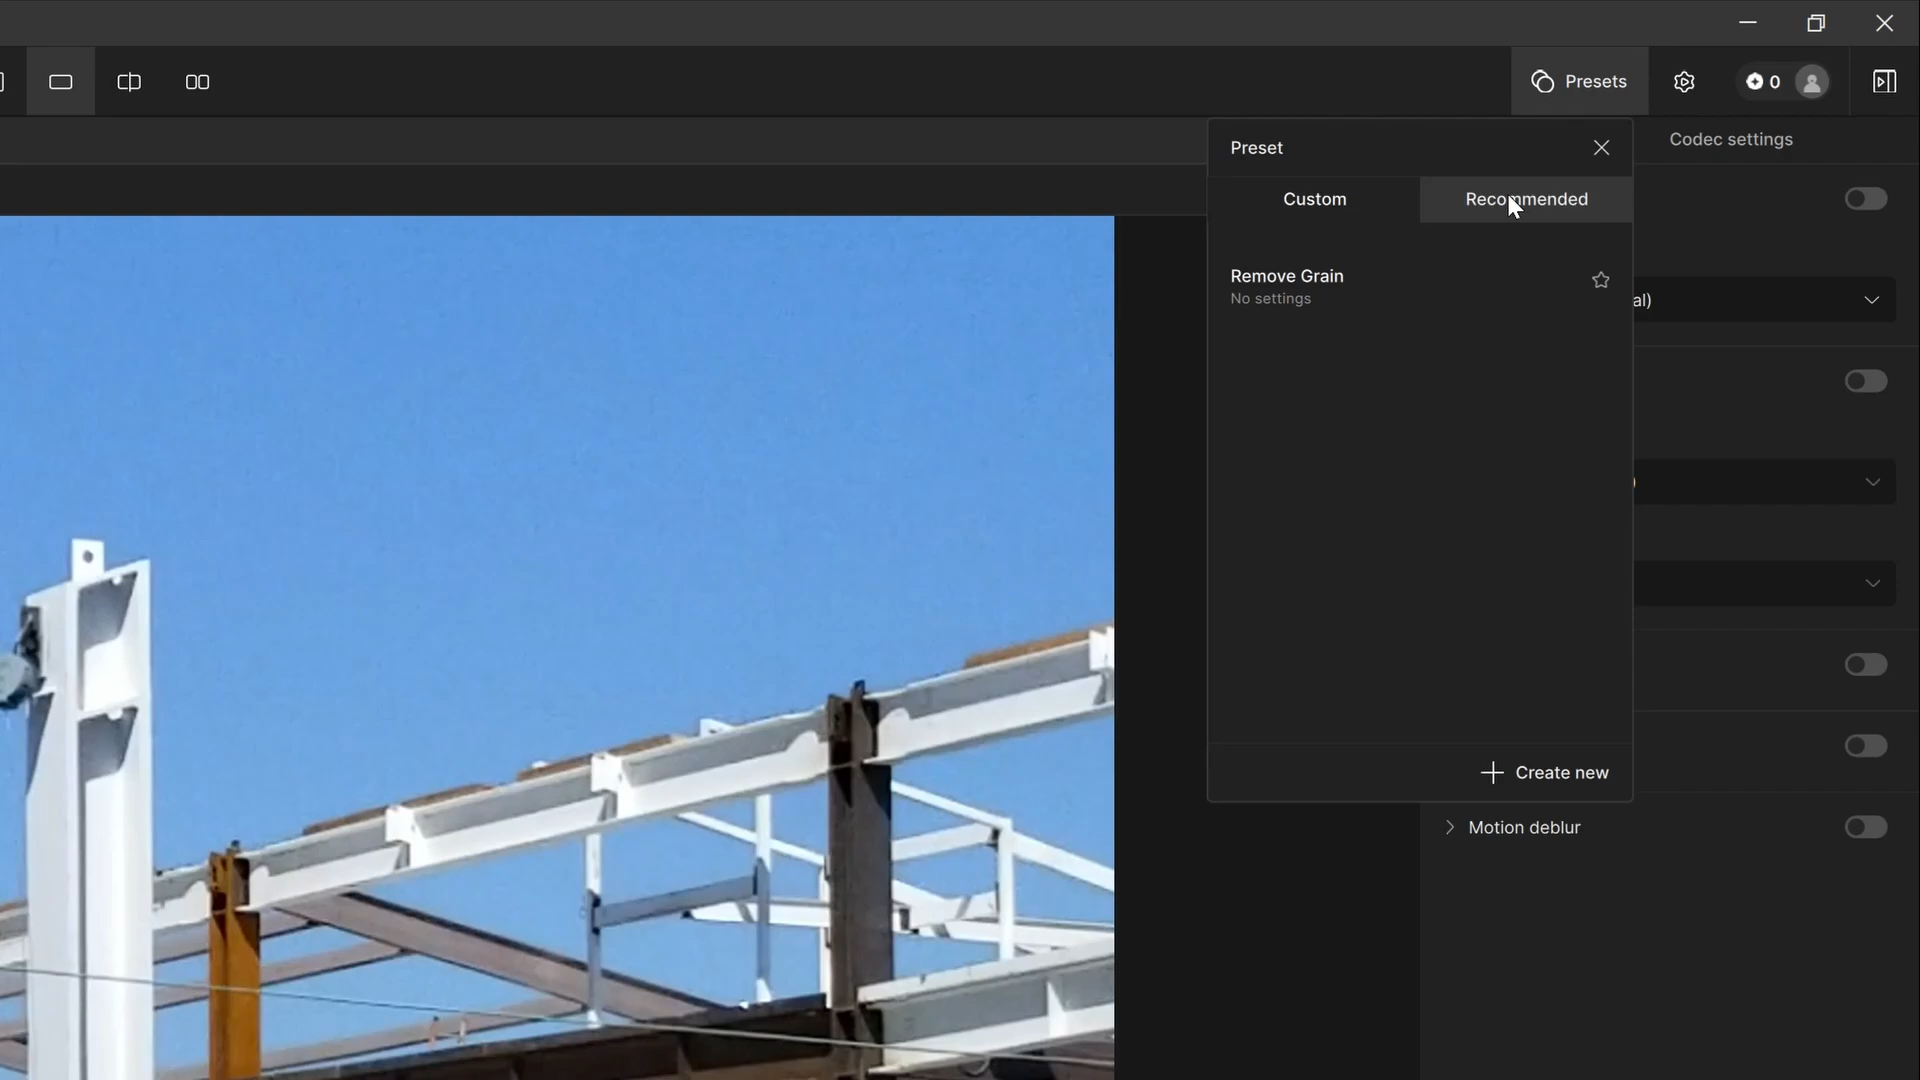 Presets
0
Preset
Codec settings
Custom
Recommended
Remove Grain
No settings
al)
Create new
Motion deblur